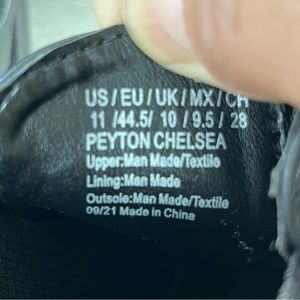 US/EU/UK/MX/CH
11/44.5/10/9.5/28
PEYTON CHELSEA
Upper:Man Made/Textile
Lining:Man Made
Outsole:Man Made/Textile
09/21 Made in China